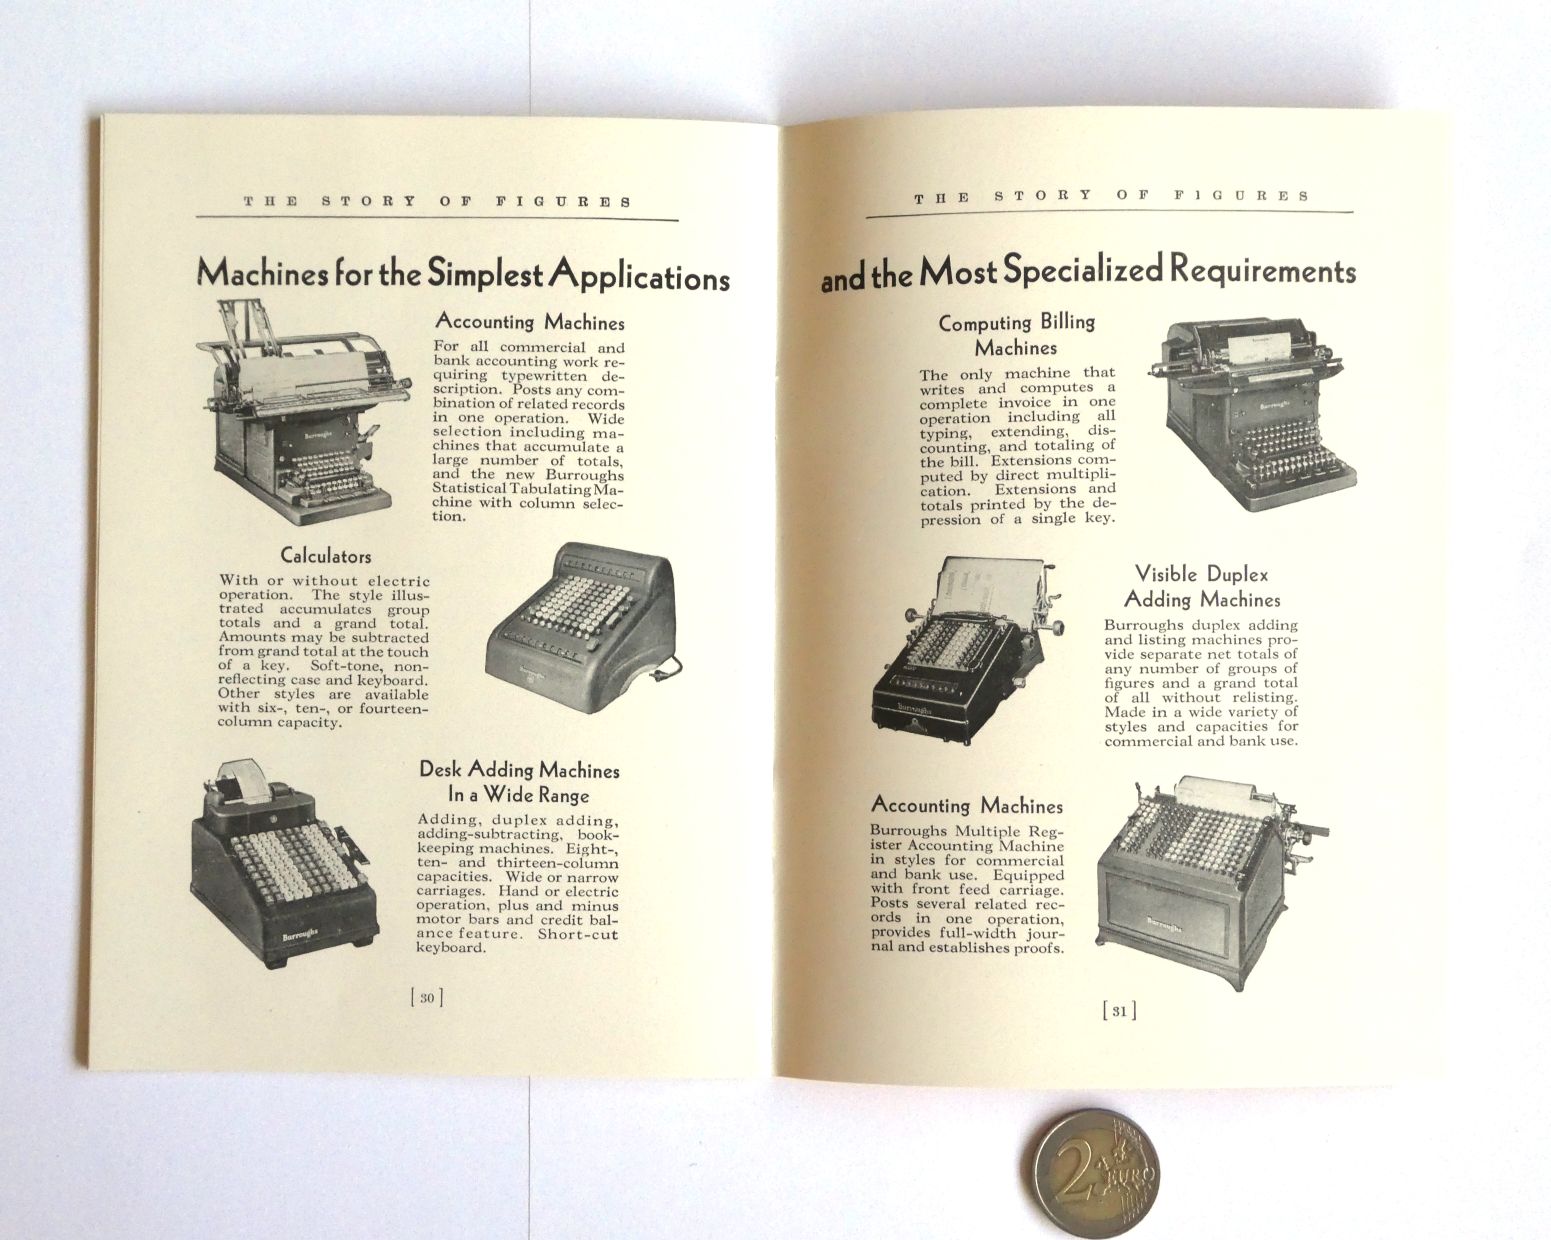 THE STORY OF FIGURES
Machines for the Simplest Applications
Accounting Machines
For all commercial and
bank accounting work re-
quiring typewritten de-
scription. Posts any com-
bination of related records
in one operation. Wide
selection including ma-
chines that accumulate a
large number of totals,
and the new Burroughs
Statistical Tabulating Ma-
chine with column selec-
tion.
Burroughs
Calculators
With or without electric
operation. The style illus-
trated accumulates group
totals and a grand total.
Amounts may be subtracted
from grand total at the touch
of a key. Soft-tone, non-
reflecting case and keyboard.
Other styles are available
with six-, ten-, or fourteen-
column capacity.
Desk Adding Machines
In a Wide Range
Adding, duplex adding,
adding-subtracting, book-
keeping machines. Eight-,
ten- and thirteen-column
capacities. Wide or narrow
carriages. Hand or electric
operation, plus and minus
motor bars and credit bal-
ance feature. Short-cut
keyboard.
Burroughs
[ 30 ]
THE STORY OF FIGURES
and the Most Specialized Requirements
Computing Billing
Machines
The only machine that
writes and computes a
complete invoice in one
operation including all
typing, extending, dis-
counting, and totaling of
the bill. Extensions com-
puted by direct multipli-
cation. Extensions and
totals printed by the de-
pression of a single key.
Burroughs
Visible Duplex
Adding Machines
Burroughs duplex adding
and listing machines pro-
vide separate net totals of
any number of groups of
figures and a grand total
of all without relisting.
Made in a wide variety of
styles and capacities for
commercial and bank use.
Burroughs
Accounting Machines
Burroughs Multiple Reg-
ister Accounting Machine
in styles for commercial
and bank use. Equipped
with front feed carriage.
Posts several related rec-
ords in one operation,
provides full-width jour-
nal and establishes proofs.
Burroughs
[ 31 ]
2 EURO